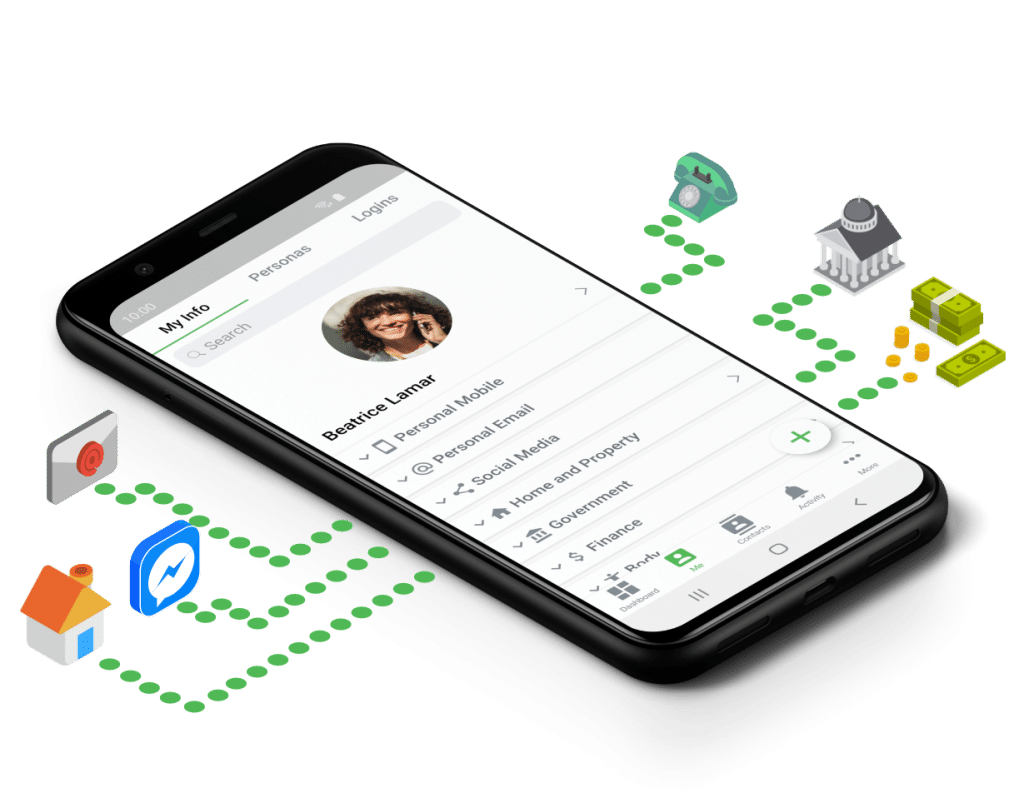 10:00
My Info Personas Logins
Search
Beatrice Lamar
Personal Mobile
Personal Email
Social Media
Home and Property
Government
Finance
Body
Dashboard Me Contacts Activity More